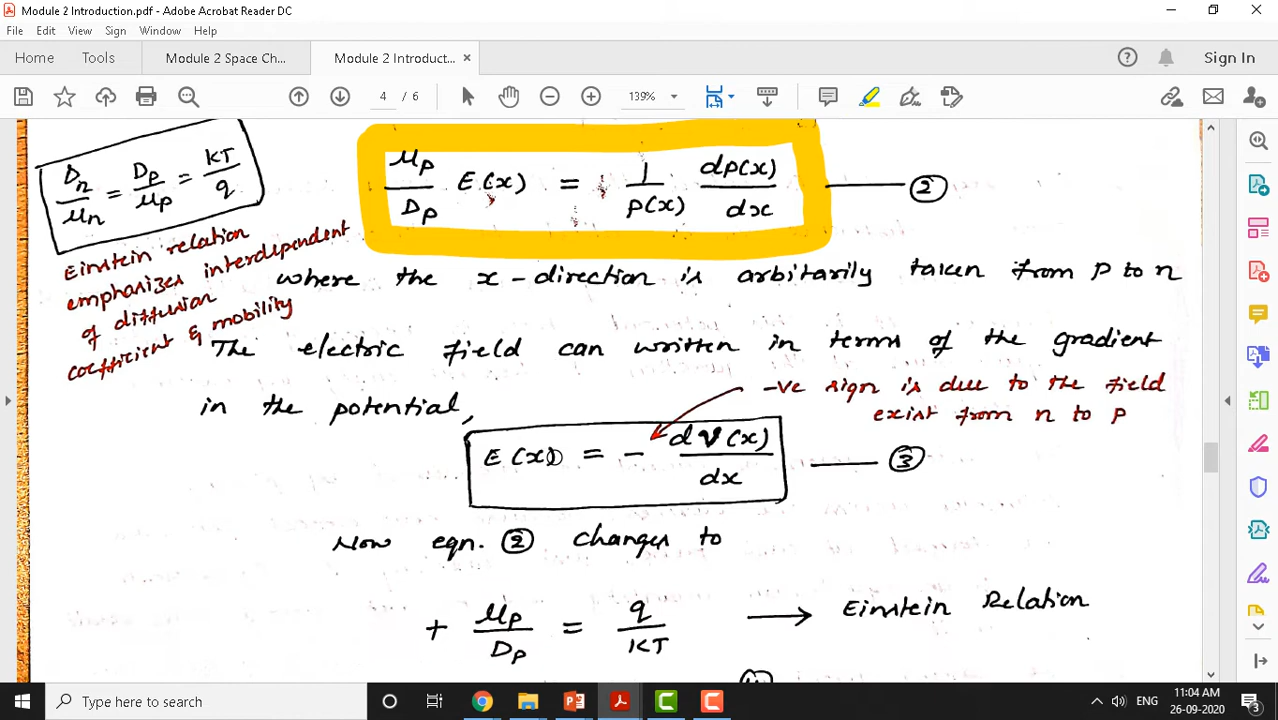 Module 2 Introduction.pdf - Adobe Acrobat Reader DC
File Edit View Sign Window Help
Home Tools Module 2 Space Ch... Module 2 Introduct... × Sign In
4 / 6 139%
Dn/μn = Dp/μp = KT/q
μp/Dp E(x) = 1/p(x) dp(x)/dx —— ②
Einstein relation
emphasizes interdependent
of diffusion
coefficient & mobility
where the x-direction is arbitarily taken from P to n
The electric field can written in terms of the gradient
in the potential,
-ve sign is due to the field
exist from n to p
E(x) = - dV(x)/dx —— ③
Now eqn. ② changes to
+ μp/Dp = q/KT → Einstein Relation
Type here to search
ENG
11:04 AM
26-09-2020
3